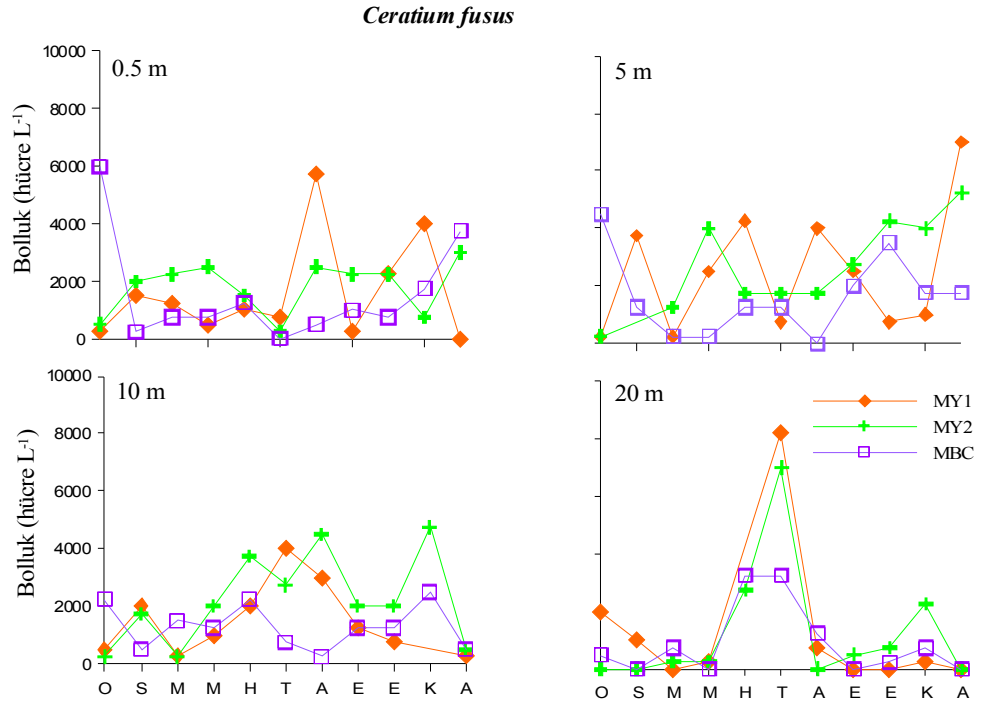 Ceratium fusus
0.5 m
5 m
10000
8000
6000
4000
2000
0
Bolluk (hücre L⁻¹)
10 m
20 m
10000
8000
6000
4000
2000
0
Bolluk (hücre L⁻¹)
MY1
MY2
MBC
O S M M H T A E E K A
O S M M H T A E E K A